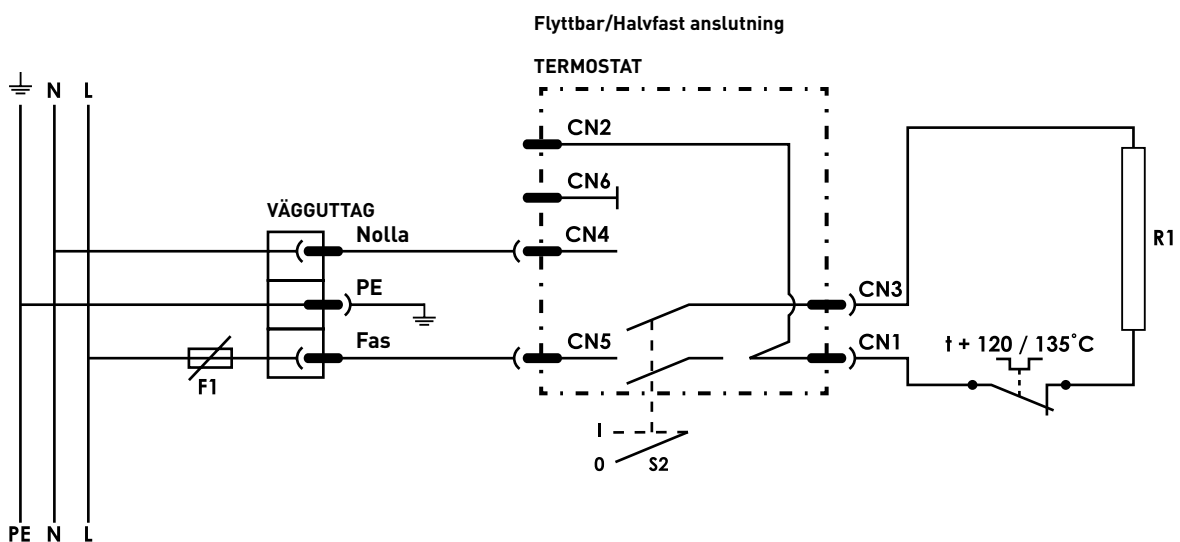 Flyttbar/Halvfast anslutning
TERMOSTAT
N L
CN2
CN6
VÄGGUTTAG
Nolla
CN4
R1
PE
CN3
Fas
CN5
CN1
t + 120 / 135°C
F1
I
0
S2
PE N L